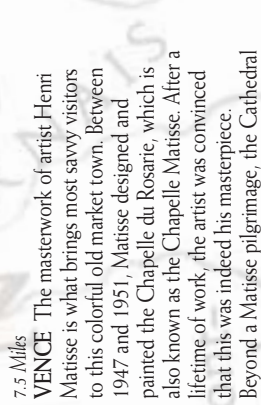 7.5 Miles
VENCE The masterwork of artist Henri
Matisse is what brings most savvy visitors
to this colorful old market town. Between
1947 and 1951, Matisse designed and
painted the Chapelle du Rosarie, which is
also known as the Chapelle Matisse. After a
lifetime of work, the artist was convinced
that this was indeed his masterpiece.
Beyond a Matisse pilgrimage, the Cathedral